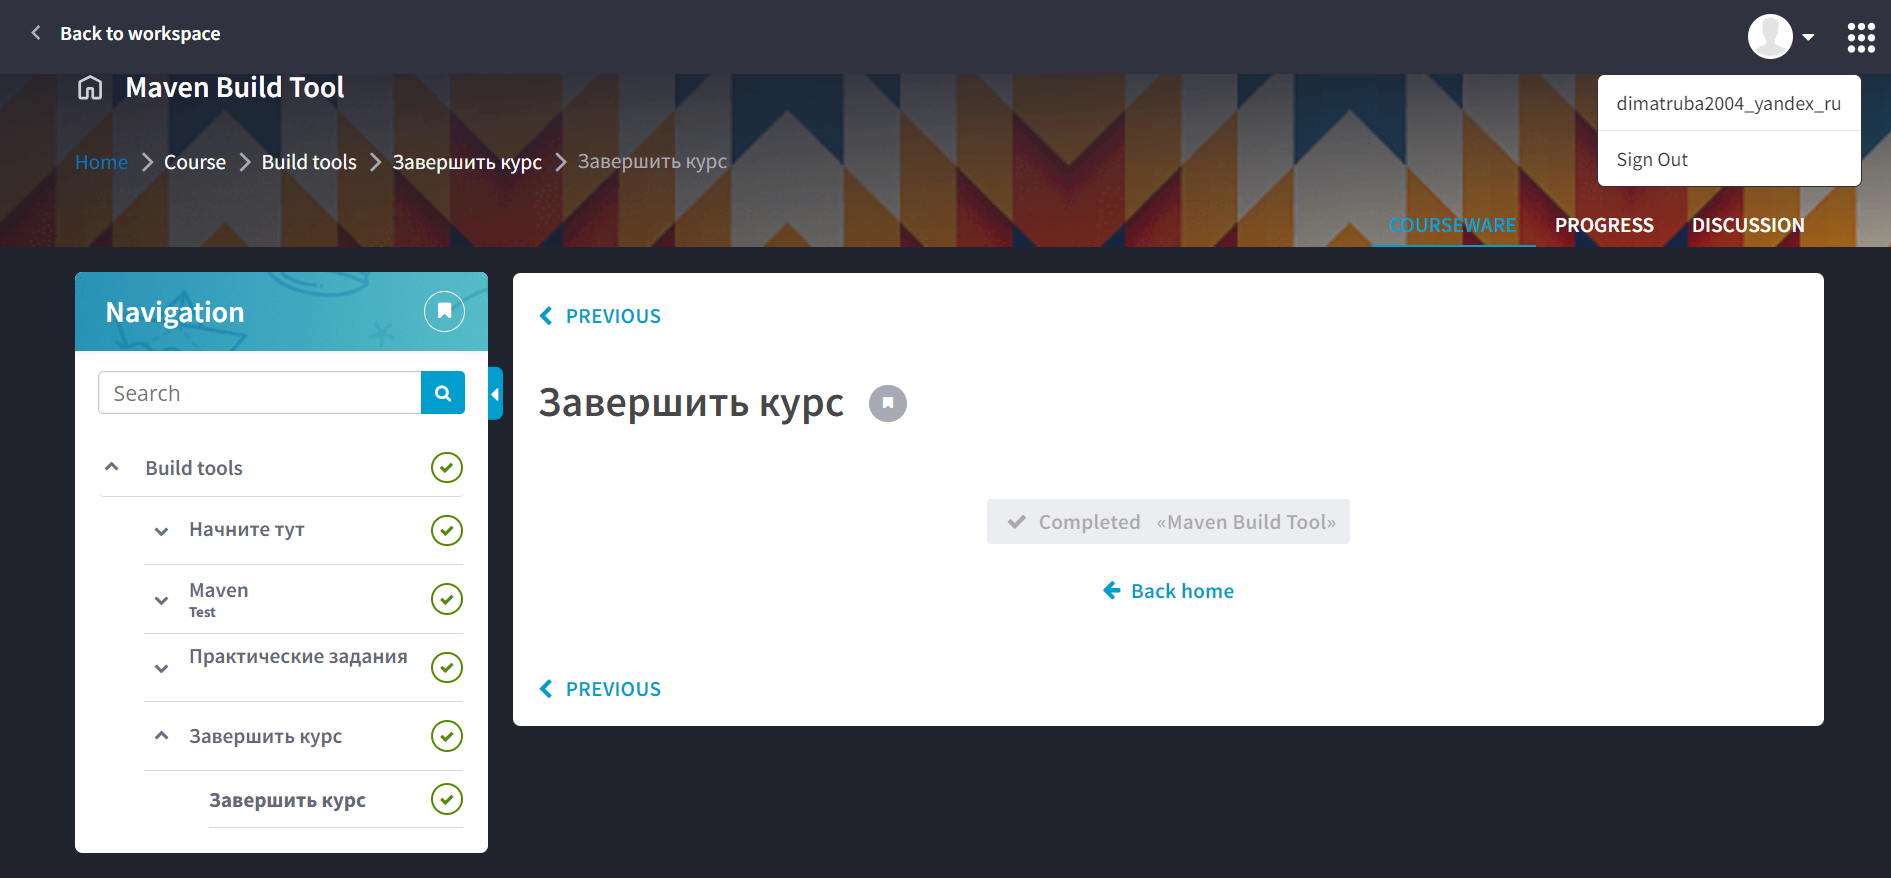 Back to workspace
Maven Build Tool
dimatruba2004_yandex_ru
Sign Out
Home Course Build tools Завершить курс Завершить курс
COURSEWARE PROGRESS DISCUSSION
Navigation
Search
Build tools
Начните тут
Maven
Test
Практические задания
Завершить курс
Завершить курс
PREVIOUS
Завершить курс
Completed «Maven Build Tool»
Back home
PREVIOUS